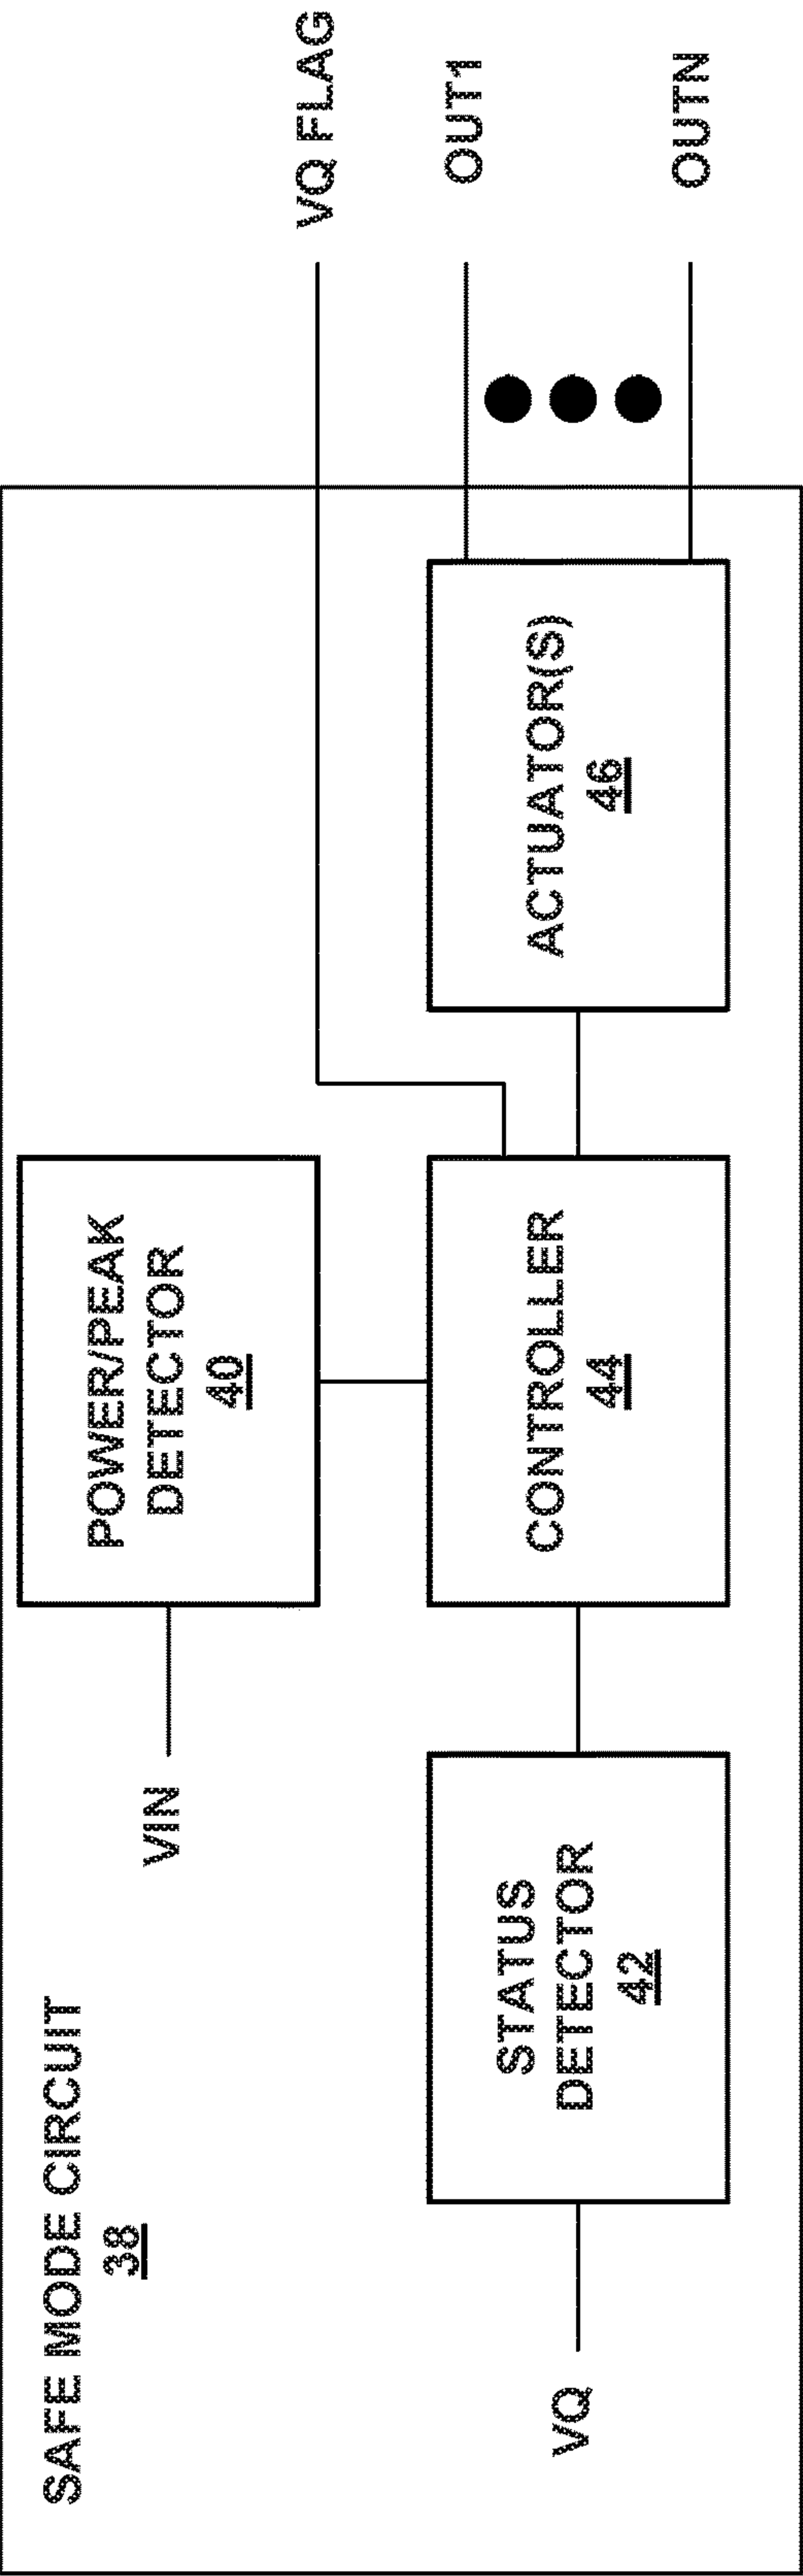 SAFE MODE CIRCUIT
38
VIN
POWER/PEAK
DETECTOR
40
VQ FLAG
VQ
STATUS
DETECTOR
42
CONTROLLER
44
ACTUATOR(S)
46
OUT1
OUTN